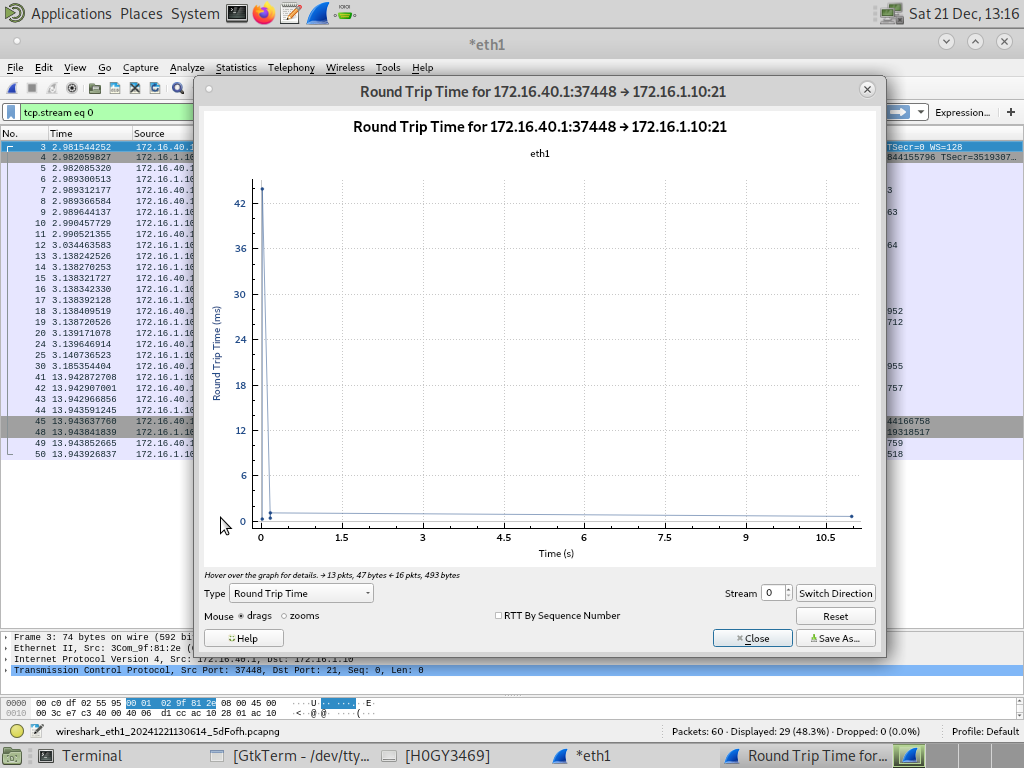 Applications Places System Sat 21 Dec, 13:16
*eth1
File Edit View Go Capture Analyze Statistics Telephony Wireless Tools Help
tcp.stream eq 0 Expression... +
Round Trip Time for 172.16.40.1:37448 → 172.16.1.10:21
No. Time Source
3 2.981544252 172.16.40.1 TSecr=0 WS=128
4 2.982059827 172.16.1.10 844155796 TSecr=3519307…
5 2.982085320 172.16.40.1
6 2.989300513 172.16.1.10
7 2.989312177 172.16.40.1 3
8 2.989366584 172.16.40.1
9 2.989644137 172.16.1.10 63
10 2.990457729 172.16.1.10
11 2.990521355 172.16.40.1
12 3.034463583 172.16.1.10 64
13 3.138242526 172.16.1.10
14 3.138270253 172.16.1.10
15 3.138321727 172.16.40.1
16 3.138342330 172.16.1.10
17 3.138392128 172.16.1.10
18 3.138409519 172.16.40.1 952
19 3.138720526 172.16.1.10 712
20 3.139171078 172.16.1.10
24 3.139646914 172.16.40.1
25 3.140736523 172.16.1.10
30 3.185354404 172.16.40.1 955
41 13.942872708 172.16.1.10
42 13.942907001 172.16.40.1 757
43 13.942966856 172.16.40.1
44 13.943591245 172.16.1.10
45 13.943637760 172.16.40.1 44166758
48 13.943841839 172.16.1.10 19318517
49 13.943852665 172.16.40.1 759
50 13.943926837 172.16.1.10 518
Round Trip Time for 172.16.40.1:37448 → 172.16.1.10:21
eth1
Round Trip Time (ms)
42
36
30
24
18
12
6
0
0 1.5 3 4.5 6 7.5 9 10.5
Time (s)
Hover over the graph for details. → 13 pkts, 47 bytes ← 16 pkts, 493 bytes
Type Round Trip Time Stream 0 Switch Direction
Mouse drags zooms RTT By Sequence Number Reset
Help Close Save As…
Frame 3: 74 bytes on wire (592 bi
Ethernet II, Src: 3Com_9f:81:2e (
Internet Protocol Version 4, Src: 172.16.40.1, Dst: 172.16.1.10
Transmission Control Protocol, Src Port: 37448, Dst Port: 21, Seq: 0, Len: 0
0000 00 c0 df 02 55 95 00 01 02 9f 81 2e 08 00 45 00 ····U·· ······E·
0010 00 3c e7 c3 40 00 40 06 d1 cc ac 10 28 01 ac 10 ·<··@·@· ····(···
wireshark_eth1_20241221130614_5dFofh.pcapng Packets: 60 · Displayed: 29 (48.3%) · Dropped: 0 (0.0%) Profile: Default
Terminal [GtkTerm - /dev/tty... [H0GY3469] *eth1 Round Trip Time for...